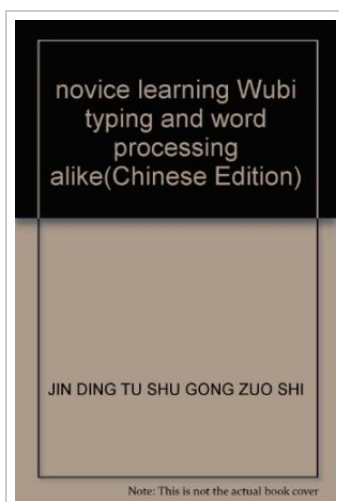 novice learning Wubi
typing and word
processing
alike(Chinese Edition)
JIN DING TU SHU GONG ZUO SHI
Note: This is not the actual book cover